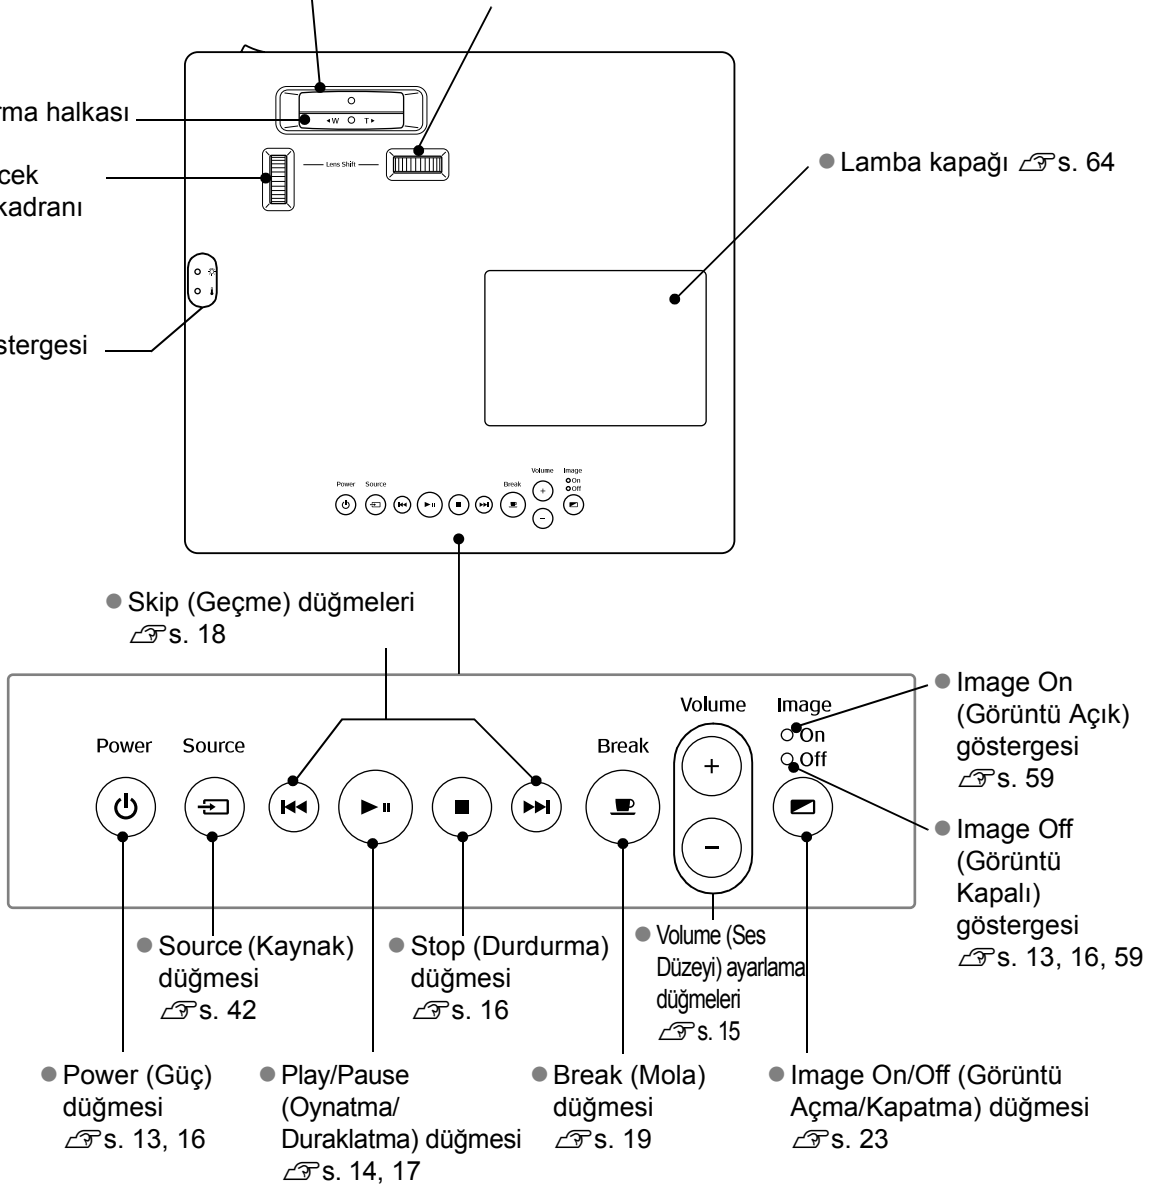 rma halkası
◂W T▸
Lens Shift
cek
kadranı
Lamba kapağı s. 64
stergesi
Power Source Break Volume Image
On
Off
Skip (Geçme) düğmeleri
s. 18
Power Source Break Volume Image
On
Off
Image On
(Görüntü Açık)
göstergesi
s. 59
Image Off
(Görüntü
Kapalı)
göstergesi
s. 13, 16, 59
Source (Kaynak)
düğmesi
s. 42
Stop (Durdurma)
düğmesi
s. 16
Volume (Ses
Düzeyi) ayarlama
düğmeleri
s. 15
Power (Güç)
düğmesi
s. 13, 16
Play/Pause
(Oynatma/
Duraklatma) düğmesi
s. 14, 17
Break (Mola)
düğmesi
s. 19
Image On/Off (Görüntü
Açma/Kapatma) düğmesi
s. 23